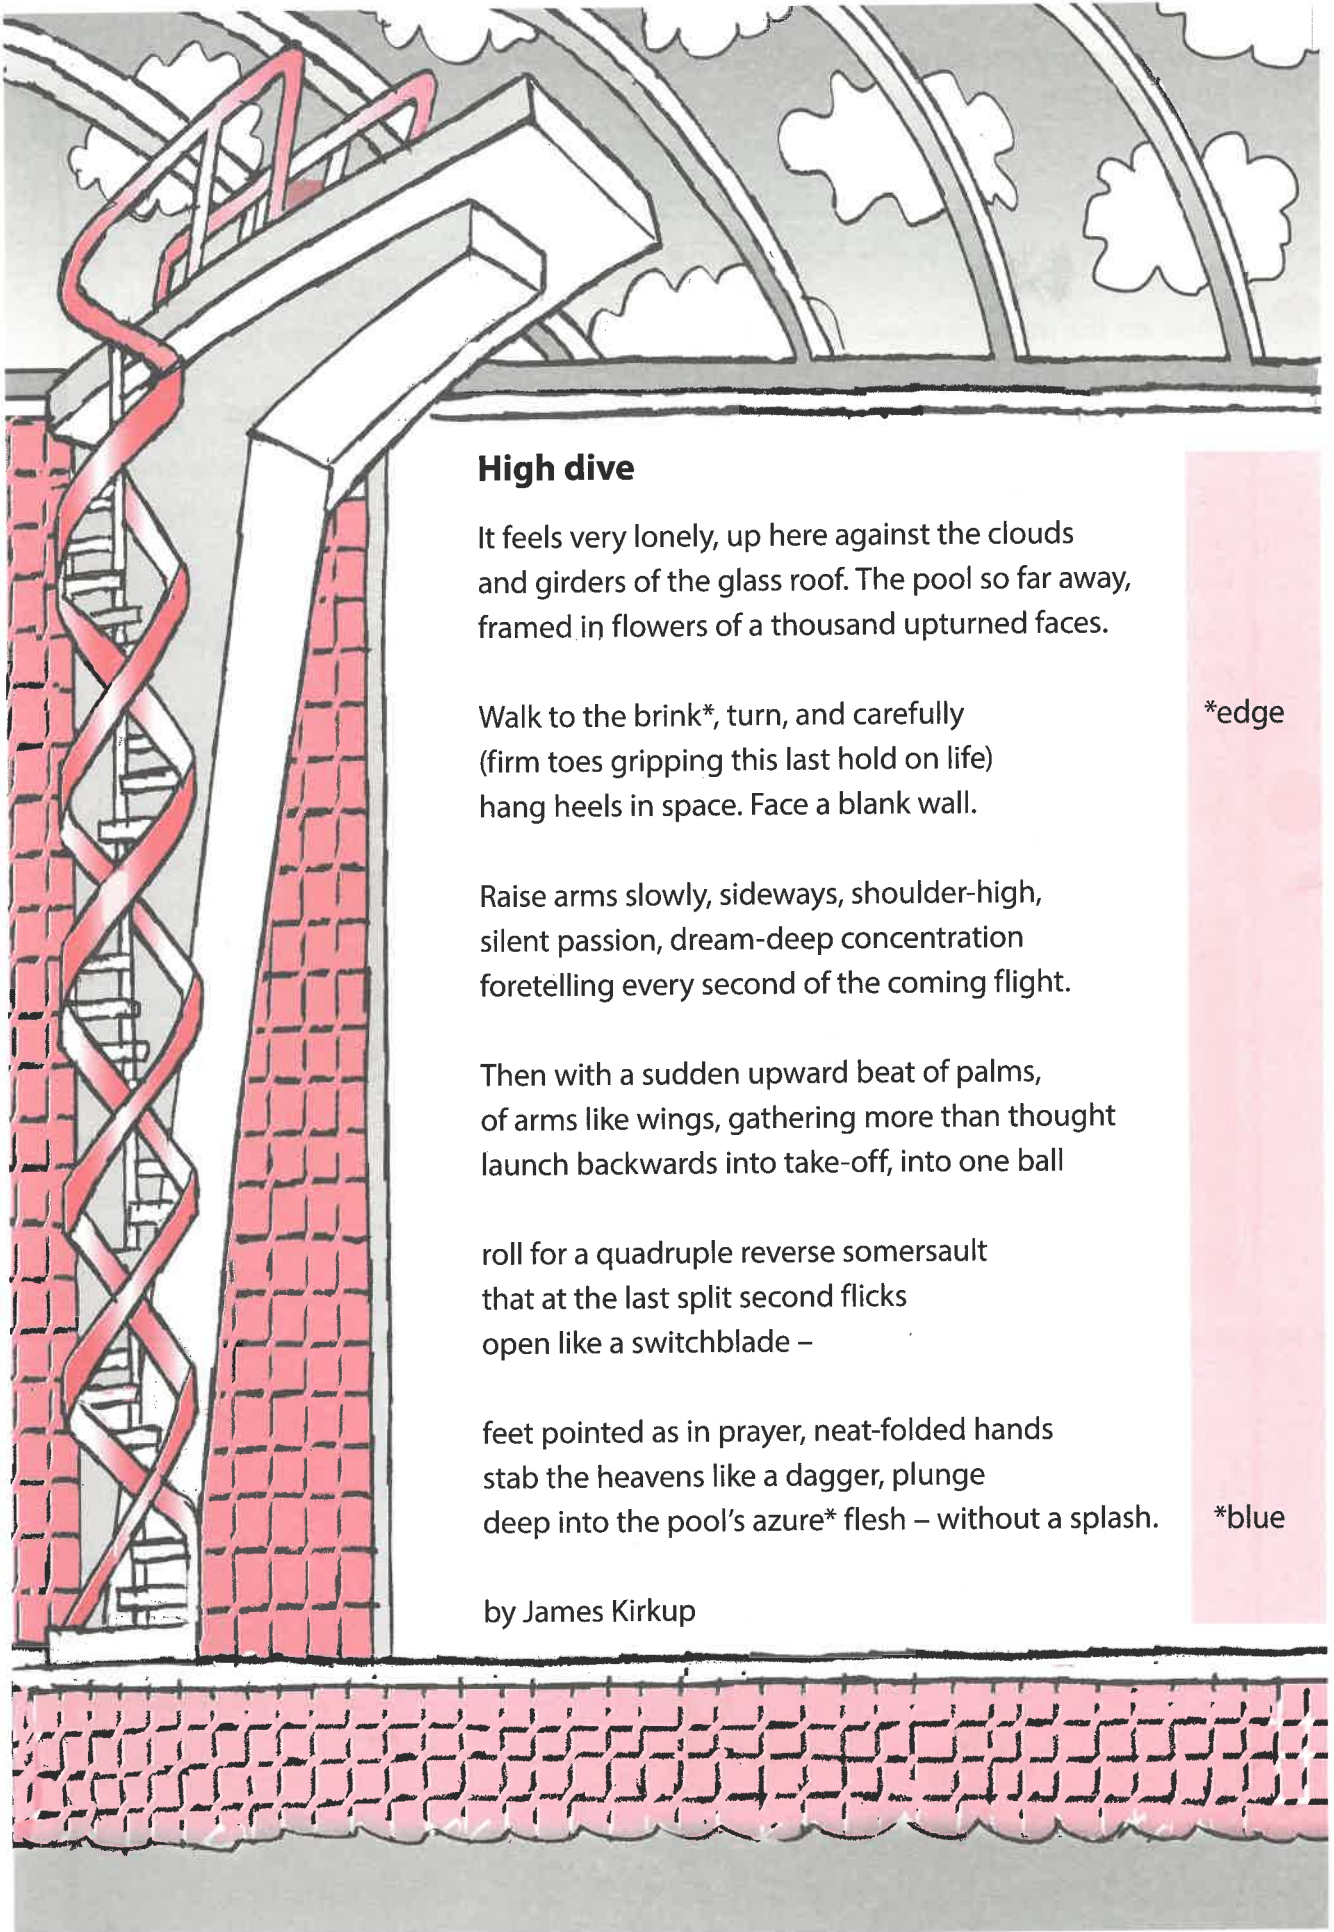 High dive
It feels very lonely, up here against the clouds
and girders of the glass roof. The pool so far away,
framed in flowers of a thousand upturned faces.
Walk to the brink*, turn, and carefully
*edge
(firm toes gripping this last hold on life)
hang heels in space. Face a blank wall.
Raise arms slowly, sideways, shoulder-high,
silent passion, dream-deep concentration
foretelling every second of the coming flight.
Then with a sudden upward beat of palms,
of arms like wings, gathering more than thought
launch backwards into take-off, into one ball
roll for a quadruple reverse somersault
that at the last split second flicks
open like a switchblade –
feet pointed as in prayer, neat-folded hands
stab the heavens like a dagger, plunge
deep into the pool's azure* flesh – without a splash.
*blue
by James Kirkup